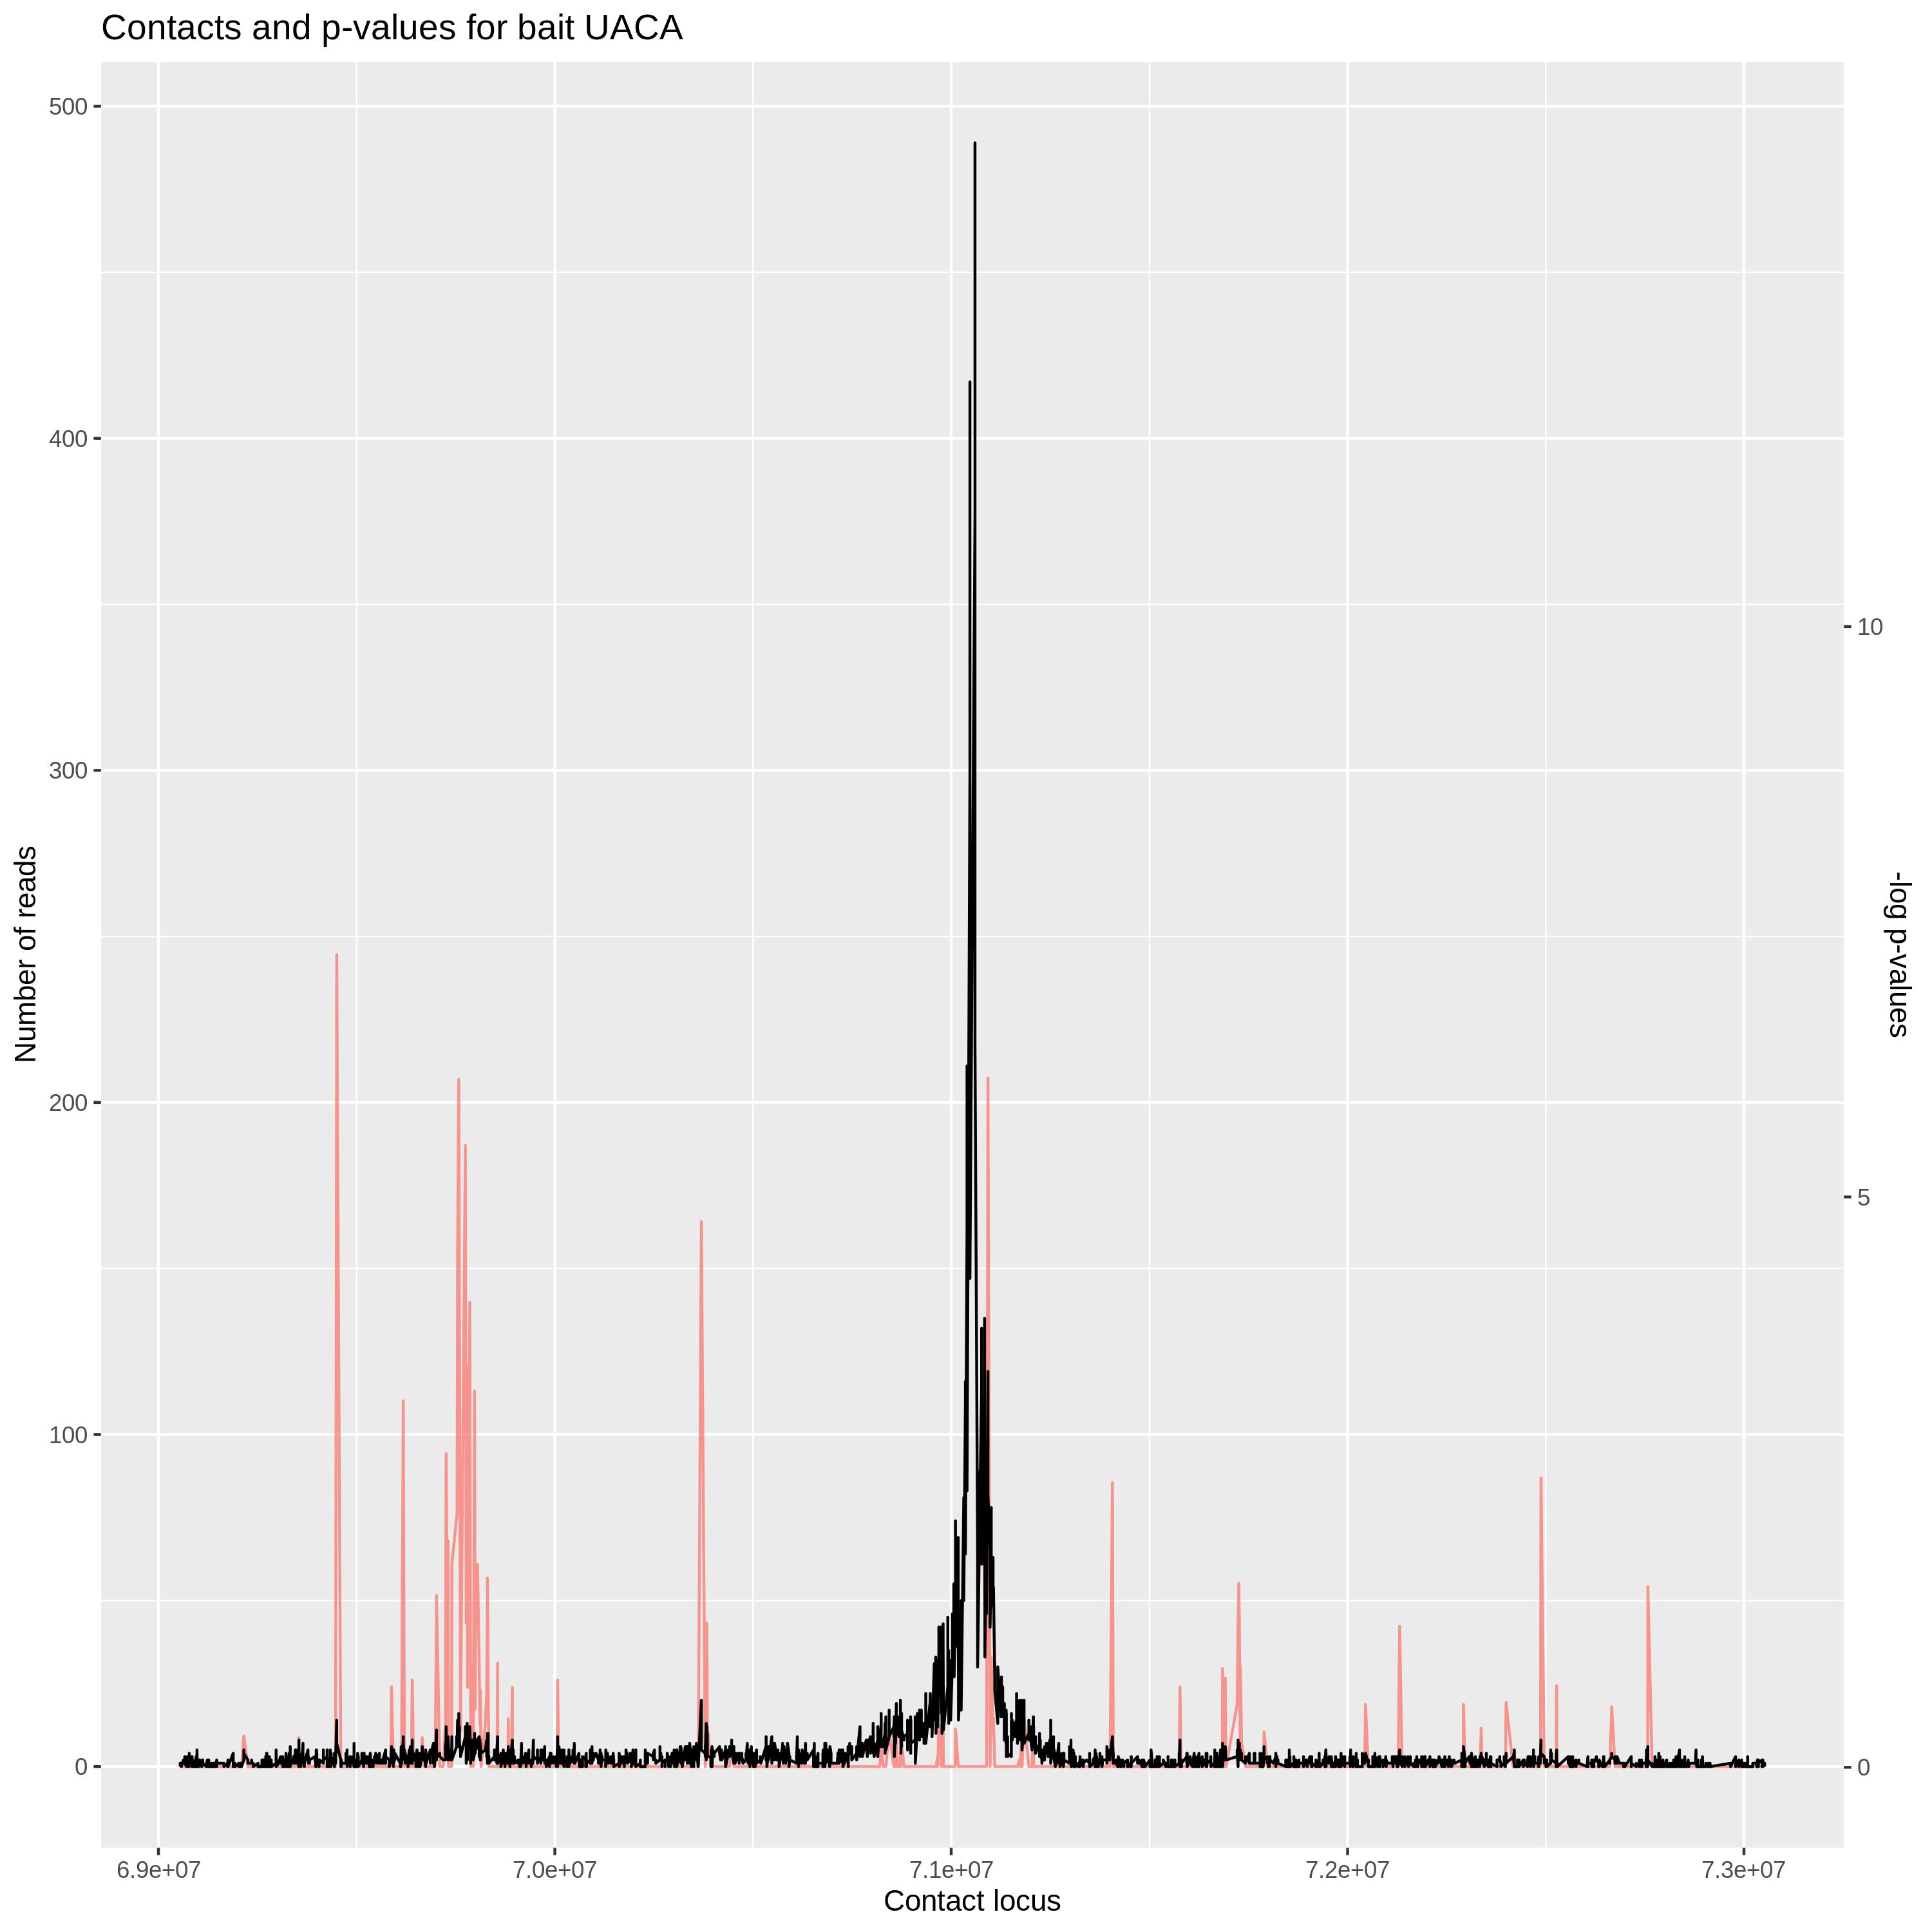 Contacts and p-values for bait UACA
500
400
300
200
100
0
Number of reads
10
5
0
-log p-values
6.9e+07
7.0e+07
7.1e+07
7.2e+07
7.3e+07
Contact locus